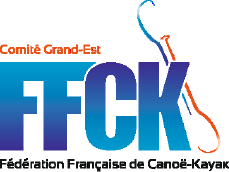 Comité Grand-Est
FFCK
Fédération Française de Canoë-Kayak